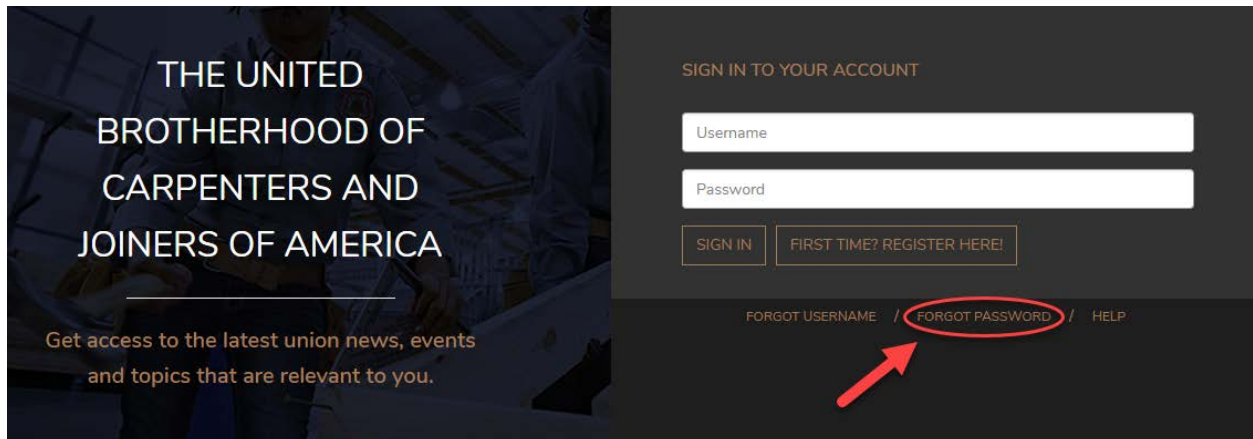 THE UNITED
BROTHERHOOD OF
CARPENTERS AND
JOINERS OF AMERICA
Get access to the latest union news, events
and topics that are relevant to you.
SIGN IN TO YOUR ACCOUNT
Username
Password
SIGN IN FIRST TIME? REGISTER HERE!
FORGOT USERNAME / FORGOT PASSWORD / HELP